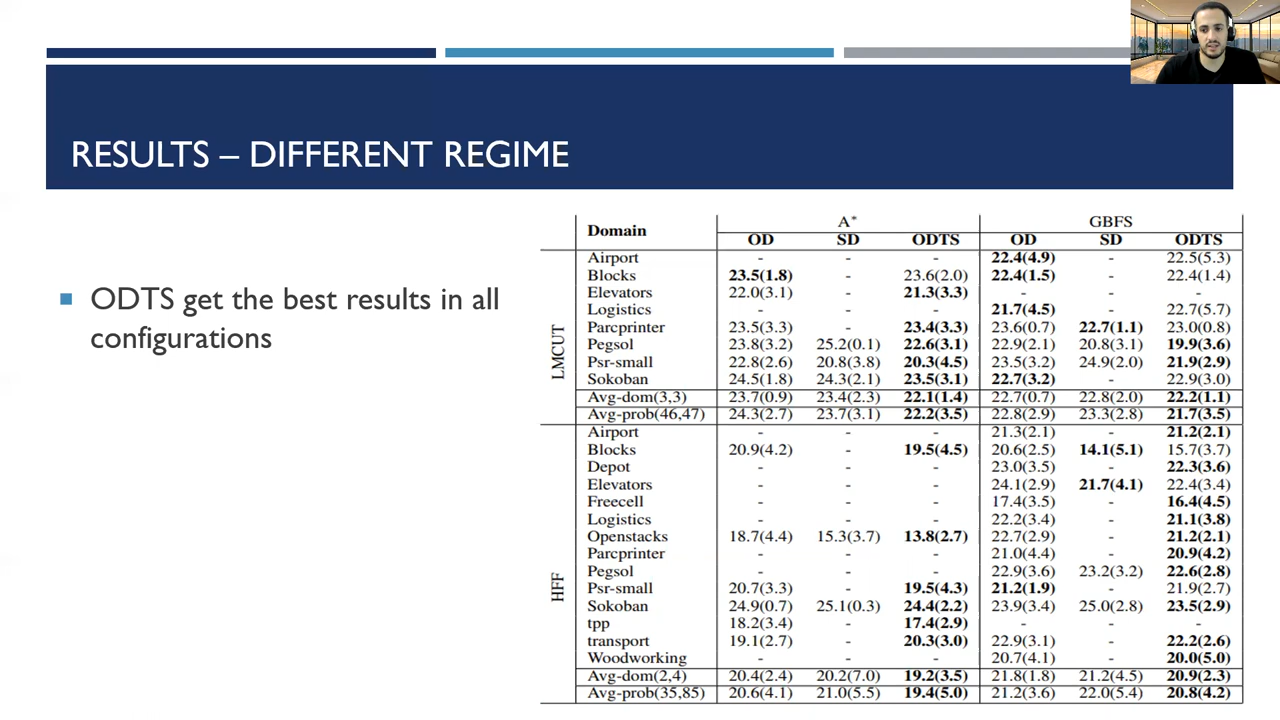 RESULTS – DIFFERENT REGIME
ODTS get the best results in all
configurations
Domain A* GBFS
OD SD ODTS OD SD ODTS
LMCUT
Airport - - - 22.4(4.9) - 22.5(5.3)
Blocks 23.5(1.8) - 23.6(2.0) 22.4(1.5) - 22.4(1.4)
Elevators 22.0(3.1) - 21.3(3.3) - - -
Logistics - - - 21.7(4.5) - 22.7(5.7)
Parcprinter 23.5(3.3) - 23.4(3.3) 23.6(0.7) 22.7(1.1) 23.0(0.8)
Pegsol 23.8(3.2) 25.2(0.1) 22.6(3.1) 22.9(2.1) 20.8(3.1) 19.9(3.6)
Psr-small 22.8(2.6) 20.8(3.8) 20.3(4.5) 23.5(3.2) 24.9(2.0) 21.9(2.9)
Sokoban 24.5(1.8) 24.3(2.1) 23.5(3.1) 22.7(3.2) - 22.9(3.0)
Avg-dom(3,3) 23.7(0.9) 23.4(2.3) 22.1(1.4) 22.7(0.7) 22.8(2.0) 22.2(1.1)
Avg-prob(46,47) 24.3(2.7) 23.7(3.1) 22.2(3.5) 22.8(2.9) 23.3(2.8) 21.7(3.5)
HFF
Airport - - - 21.3(2.1) - 21.2(2.1)
Blocks 20.9(4.2) - 19.5(4.5) 20.6(2.5) 14.1(5.1) 15.7(3.7)
Depot - - - 23.0(3.5) - 22.3(3.6)
Elevators - - - 24.1(2.9) 21.7(4.1) 22.4(3.4)
Freecell - - - 17.4(3.5) - 16.4(4.5)
Logistics - - - 22.2(3.4) - 21.1(3.8)
Openstacks 18.7(4.4) 15.3(3.7) 13.8(2.7) 22.7(2.9) - 21.2(2.1)
Parcprinter - - - 21.0(4.4) - 20.9(4.2)
Pegsol - - - 22.9(3.6) 23.2(3.2) 22.6(2.8)
Psr-small 20.7(3.3) - 19.5(4.3) 21.2(1.9) - 21.9(2.7)
Sokoban 24.9(0.7) 25.1(0.3) 24.4(2.2) 23.9(3.4) 25.0(2.8) 23.5(2.9)
tpp 18.2(3.4) - 17.4(2.9) - - -
transport 19.1(2.7) - 20.3(3.0) 22.9(3.1) - 22.2(2.6)
Woodworking - - - 20.7(4.1) - 20.0(5.0)
Avg-dom(2,4) 20.4(2.4) 20.2(7.0) 19.2(3.5) 21.8(1.8) 21.2(4.5) 20.9(2.3)
Avg-prob(35,85) 20.6(4.1) 21.0(5.5) 19.4(5.0) 21.2(3.6) 22.0(5.4) 20.8(4.2)